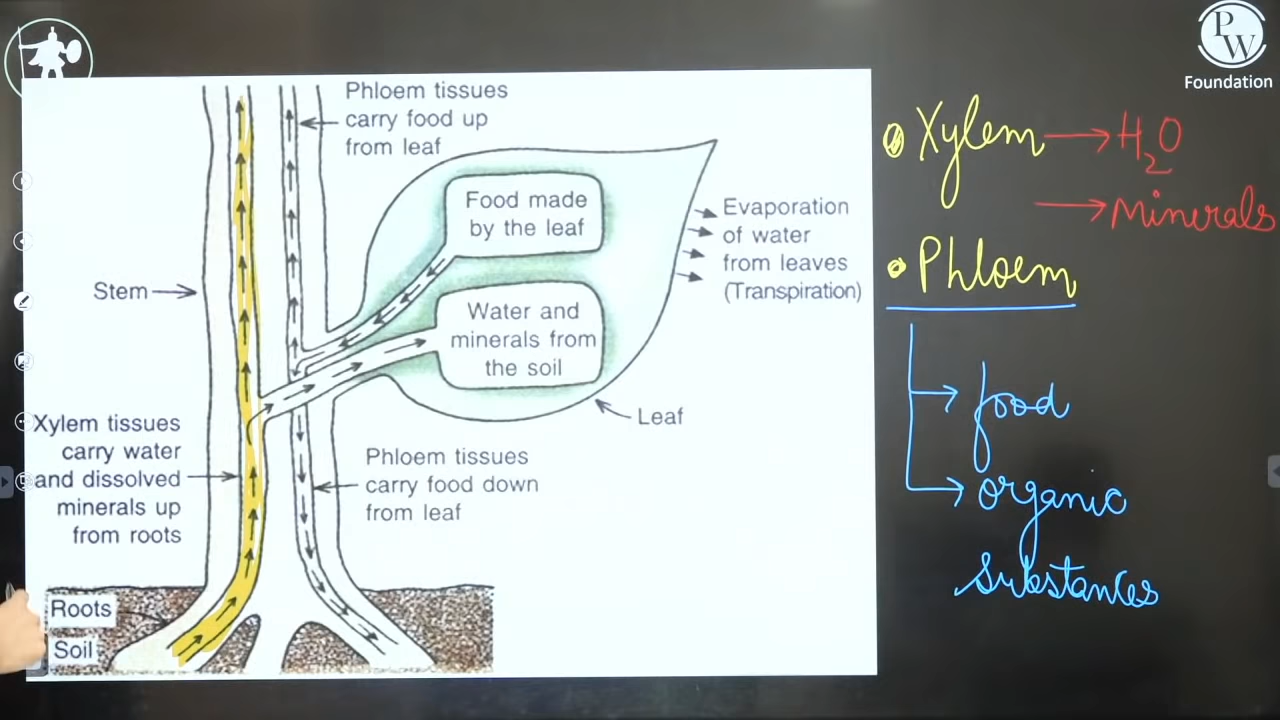 PW
Foundation
Phloem tissues
carry food up
from leaf
Food made
by the leaf
Evaporation
of water
from leaves
(Transpiration)
Stem
Water and
minerals from
the soil
Leaf
Xylem tissues
carry water
and dissolved
minerals up
from roots
Phloem tissues
carry food down
from leaf
Roots
Soil
• Xylem → H2O
→ Minerals
• Phloem
→ food
→ organic
substances